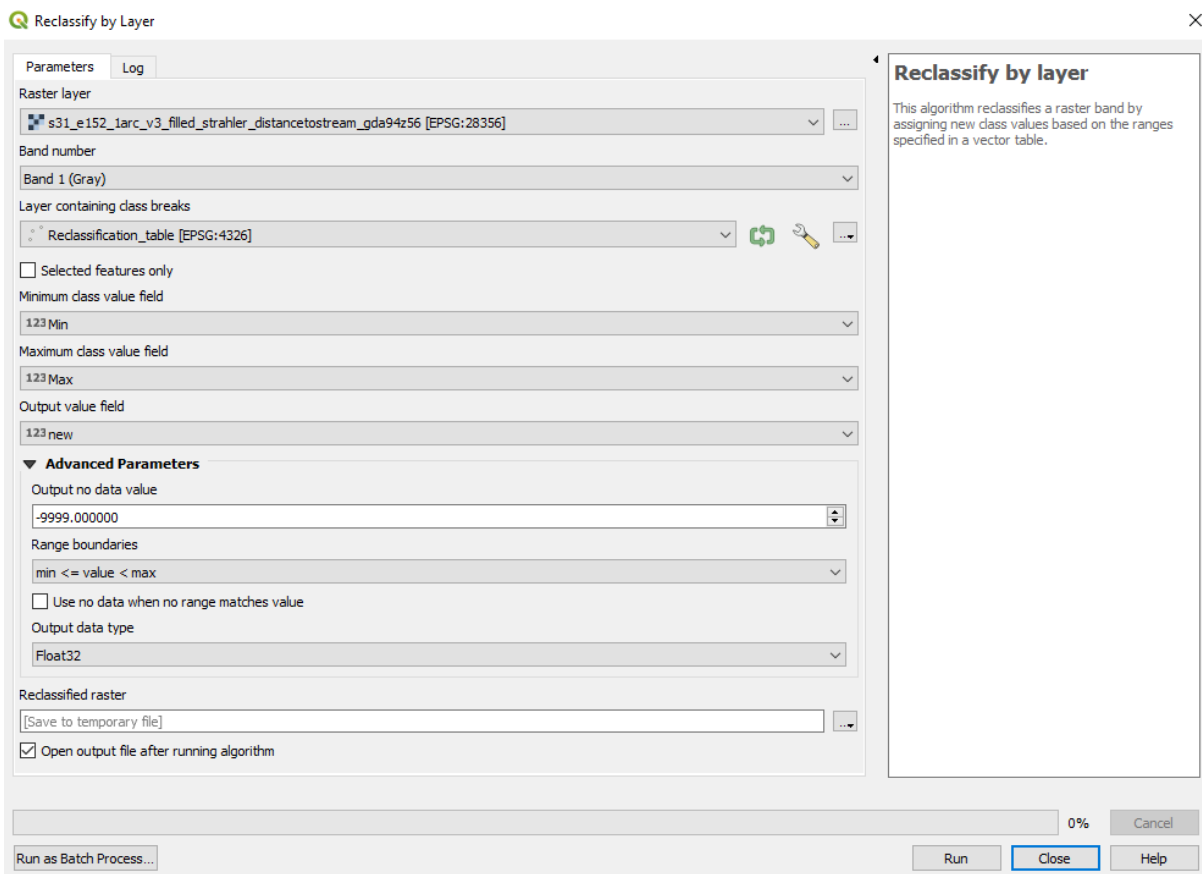 Reclassify by Layer
Parameters
Log
Raster layer
s31_e152_1arc_v3_filled_strahler_distancetostream_gda94z56 [EPSG:28356]
...
Band number
Band 1 (Gray)
Layer containing class breaks
Reclassification_table [EPSG:4326]
...
Selected features only
Minimum class value field
123 Min
Maximum class value field
123 Max
Output value field
123 new
Advanced Parameters
Output no data value
-9999.000000
Range boundaries
min <= value < max
Use no data when no range matches value
Output data type
Float32
Reclassified raster
[Save to temporary file]
...
Open output file after running algorithm
Reclassify by layer
This algorithm reclassifies a raster band by
assigning new class values based on the ranges
specified in a vector table.
0%
Cancel
Run as Batch Process...
Run
Close
Help